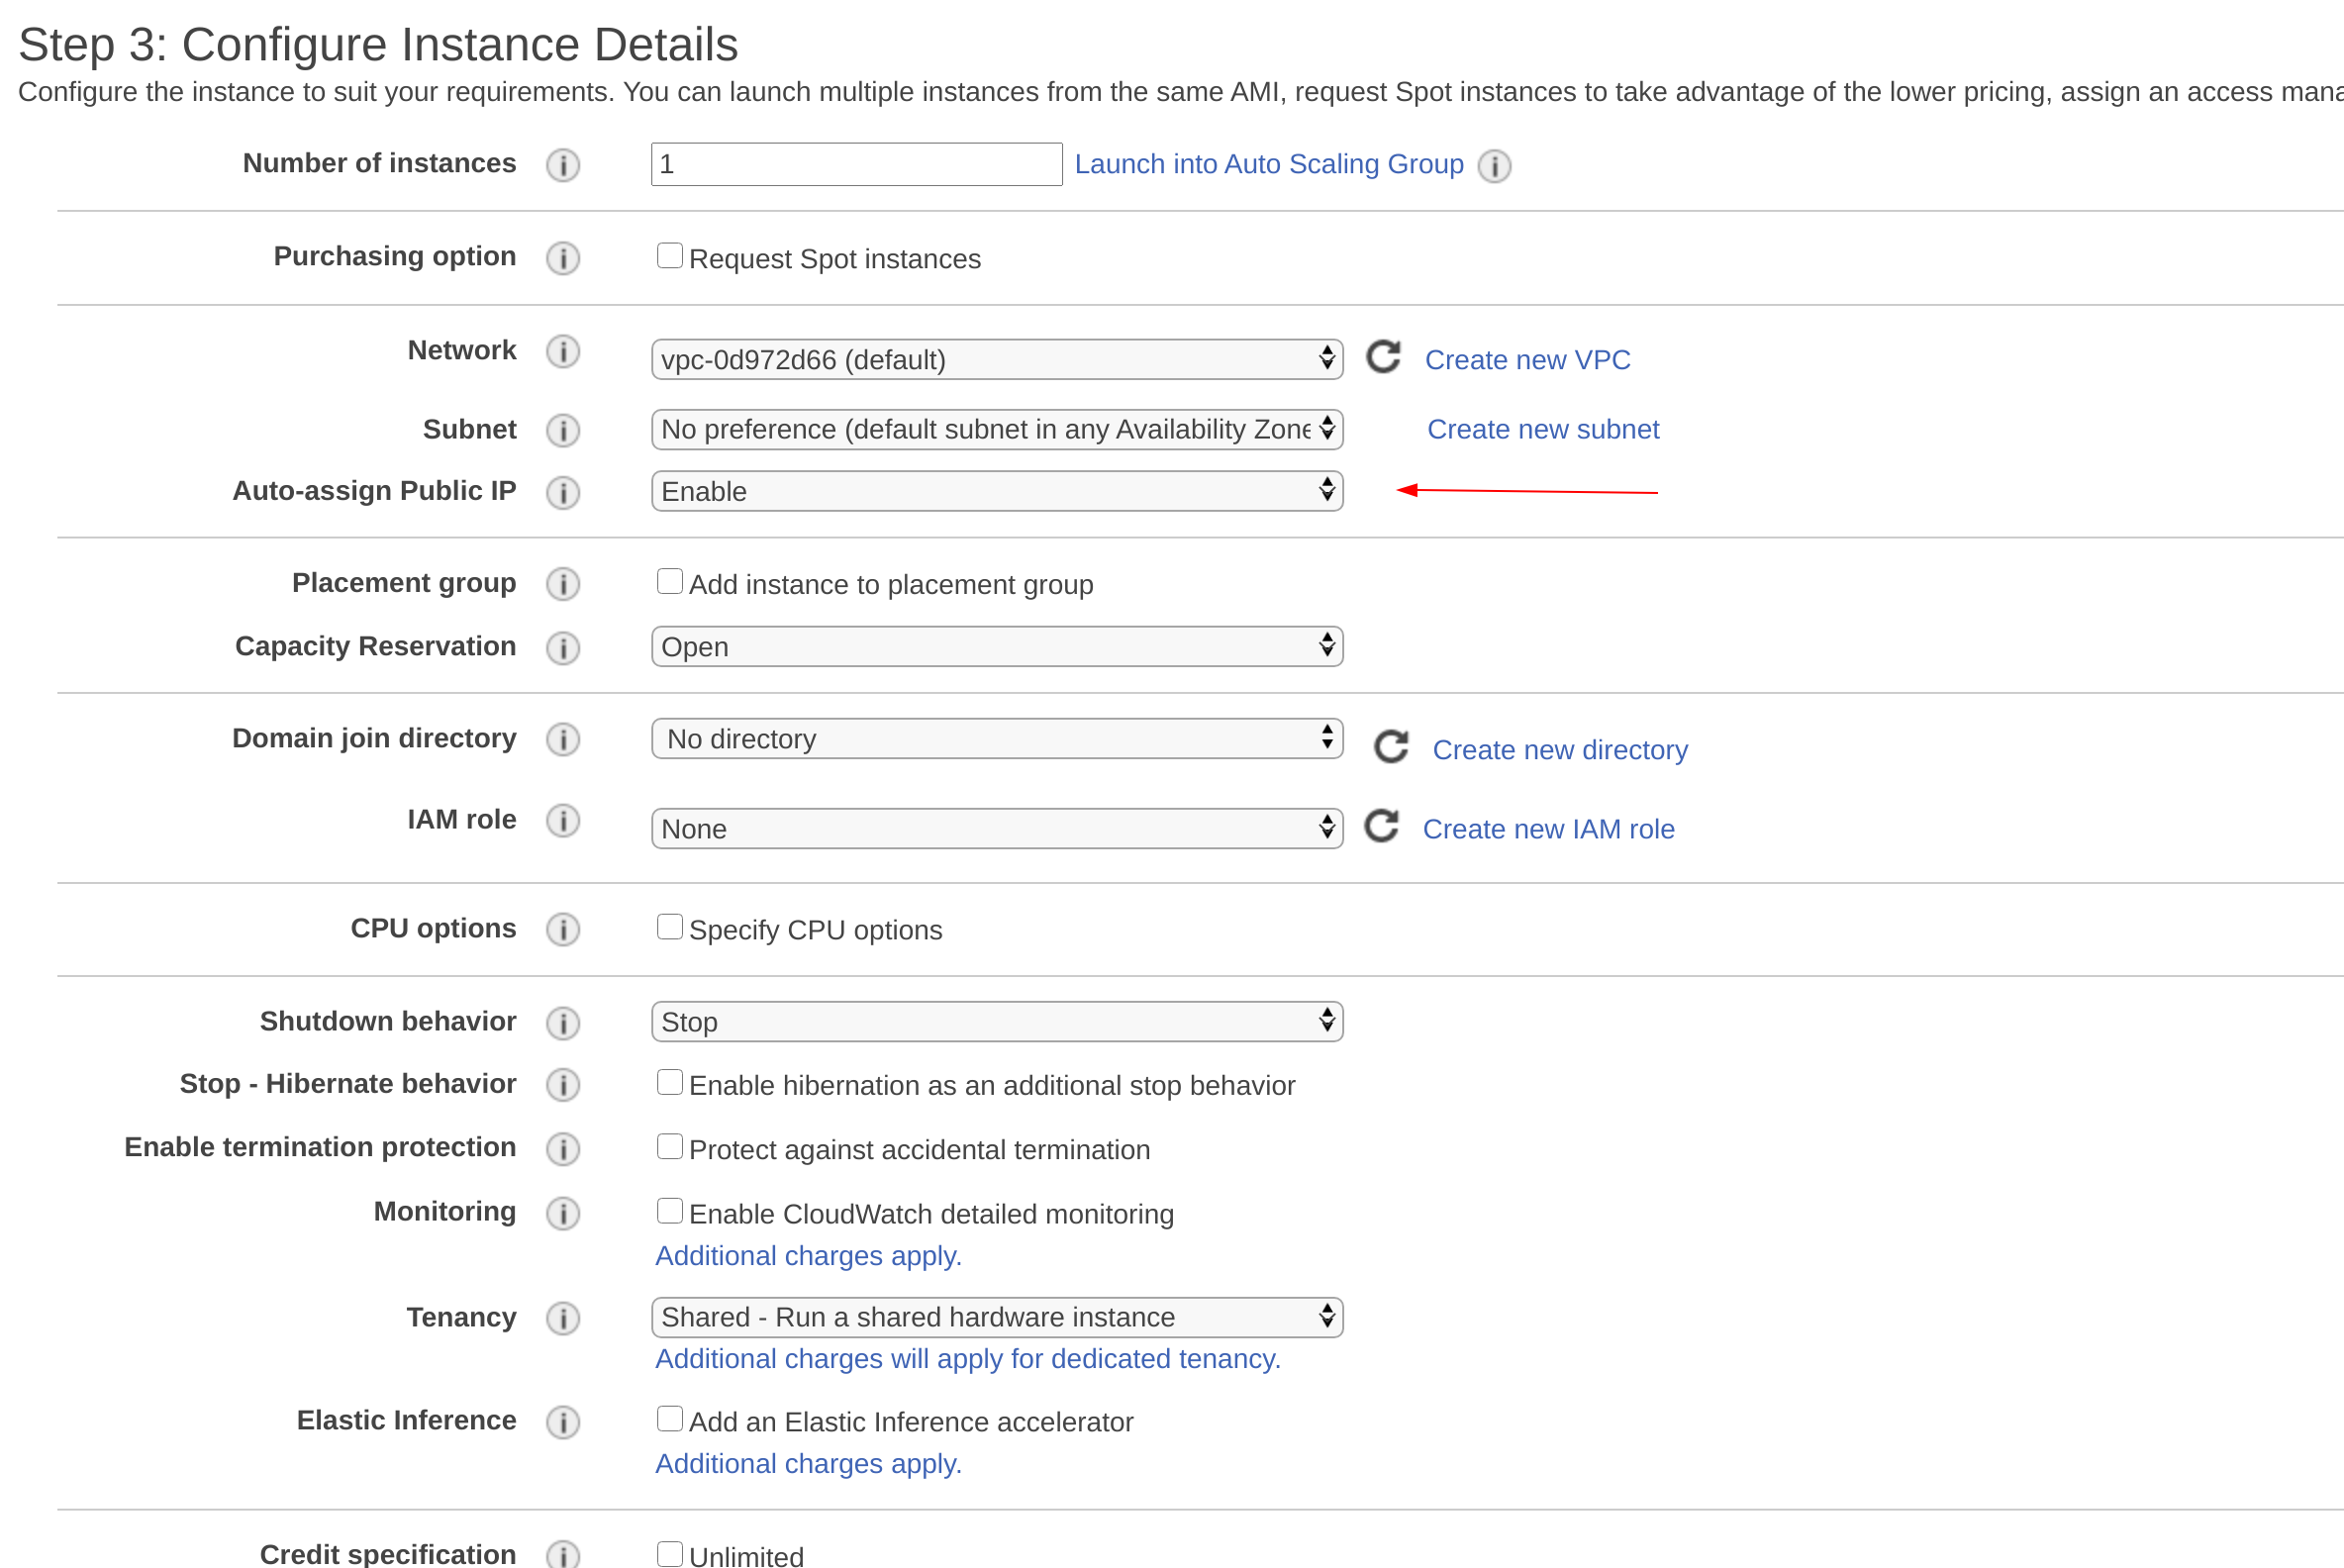 Step 3: Configure Instance Details
Configure the instance to suit your requirements. You can launch multiple instances from the same AMI, request Spot instances to take advantage of the lower pricing, assign an access mana
Number of instances 1 Launch into Auto Scaling Group
Purchasing option Request Spot instances
Network vpc-0d972d66 (default) Create new VPC
Subnet No preference (default subnet in any Availability Zone Create new subnet
Auto-assign Public IP Enable
Placement group Add instance to placement group
Capacity Reservation Open
Domain join directory No directory Create new directory
IAM role None Create new IAM role
CPU options Specify CPU options
Shutdown behavior Stop
Stop - Hibernate behavior Enable hibernation as an additional stop behavior
Enable termination protection Protect against accidental termination
Monitoring Enable CloudWatch detailed monitoring
Additional charges apply.
Tenancy Shared - Run a shared hardware instance
Additional charges will apply for dedicated tenancy.
Elastic Inference Add an Elastic Inference accelerator
Additional charges apply.
Credit specification Unlimited